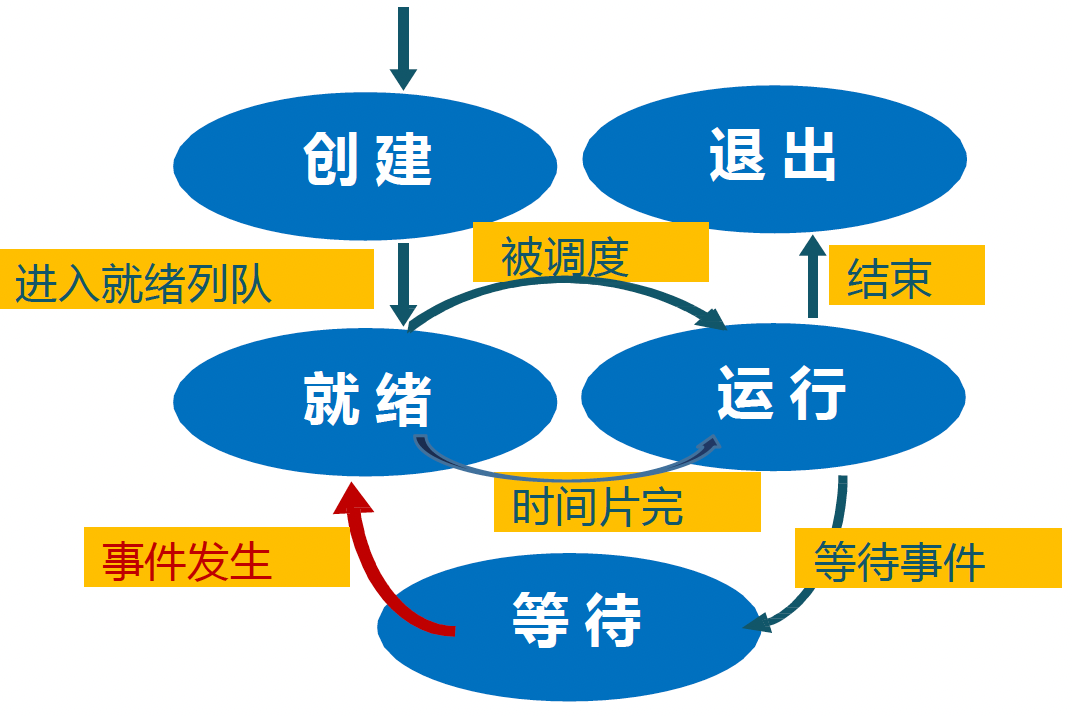 创建
退出
被调度
进入就绪列队
结束
就绪
运行
时间片完
事件发生
等待事件
等待